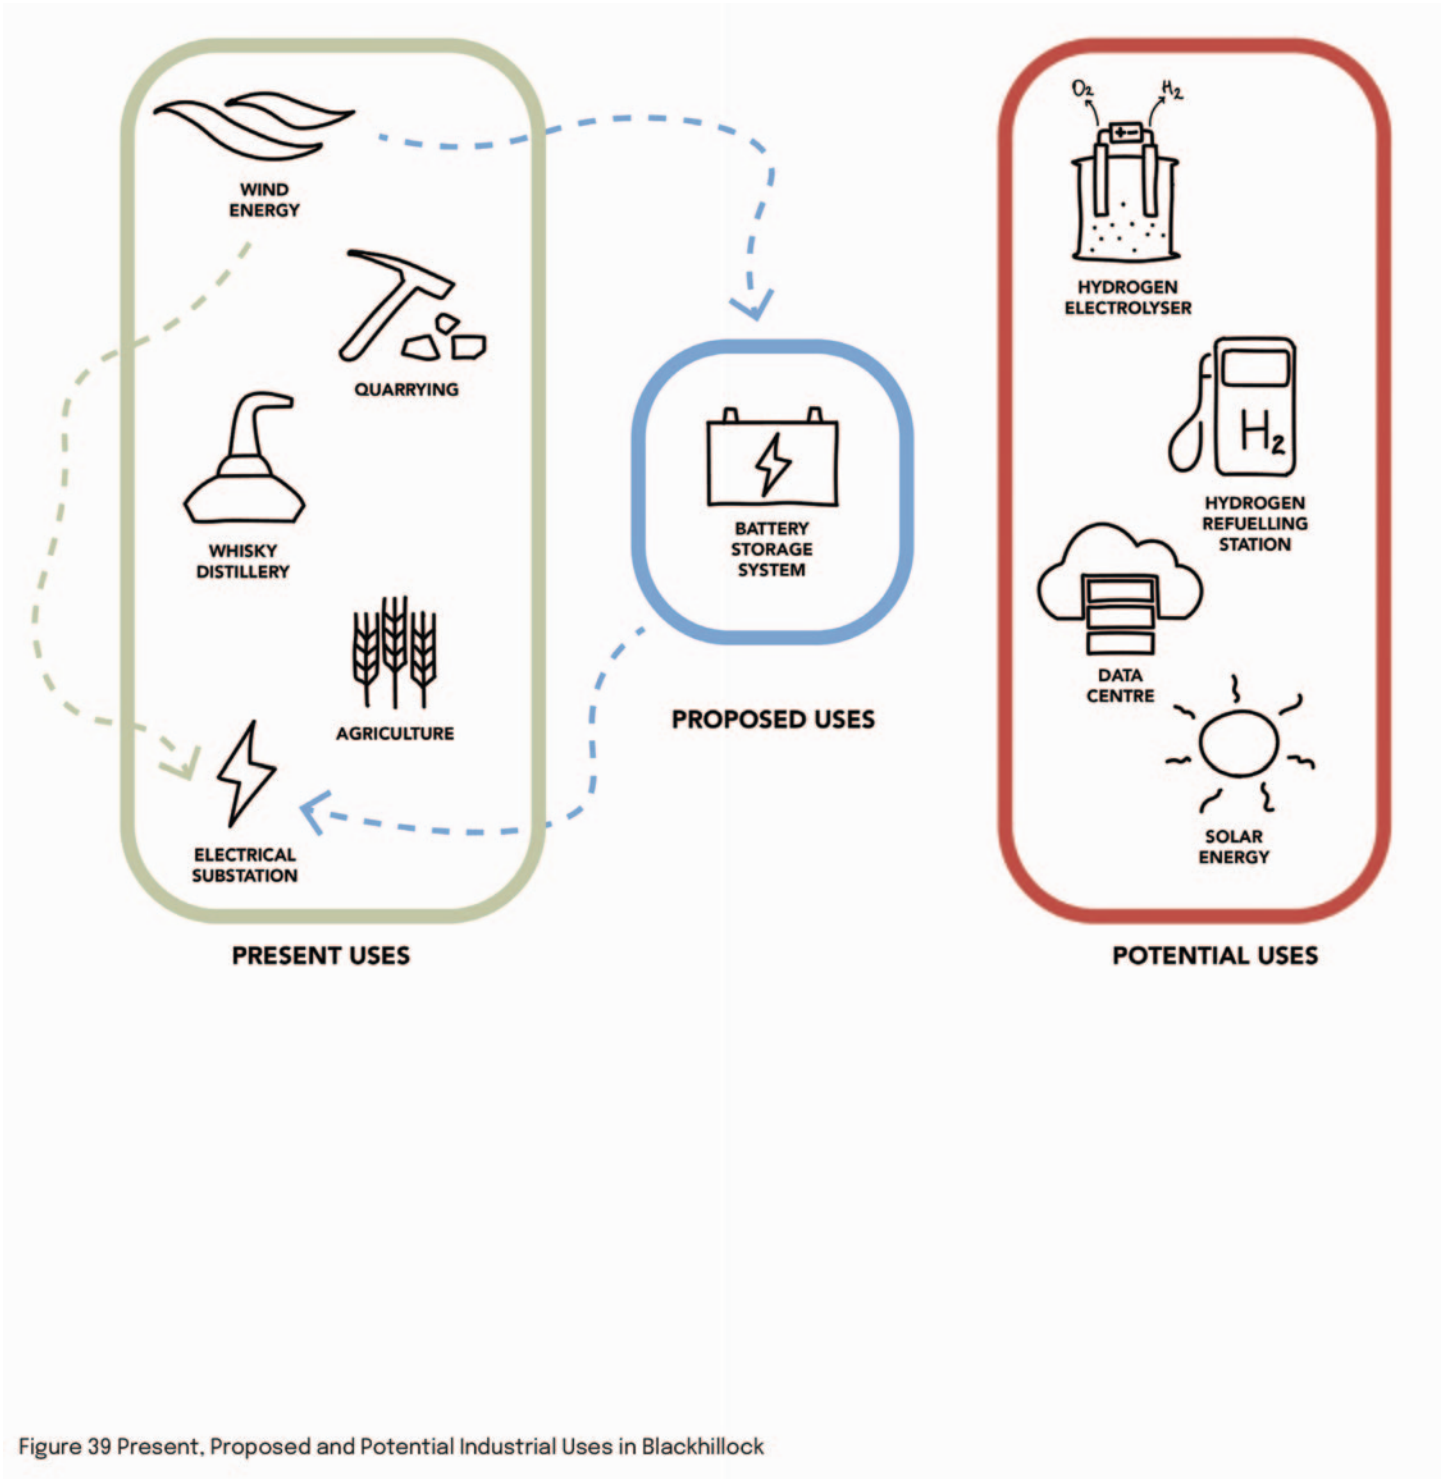 WIND
ENERGY
QUARRYING
WHISKY
DISTILLERY
AGRICULTURE
ELECTRICAL
SUBSTATION
PRESENT USES
BATTERY
STORAGE
SYSTEM
PROPOSED USES
O₂
H₂
+ −
HYDROGEN
ELECTROLYSER
H₂
HYDROGEN
REFUELLING
STATION
DATA
CENTRE
SOLAR
ENERGY
POTENTIAL USES
Figure 39 Present, Proposed and Potential Industrial Uses in Blackhillock